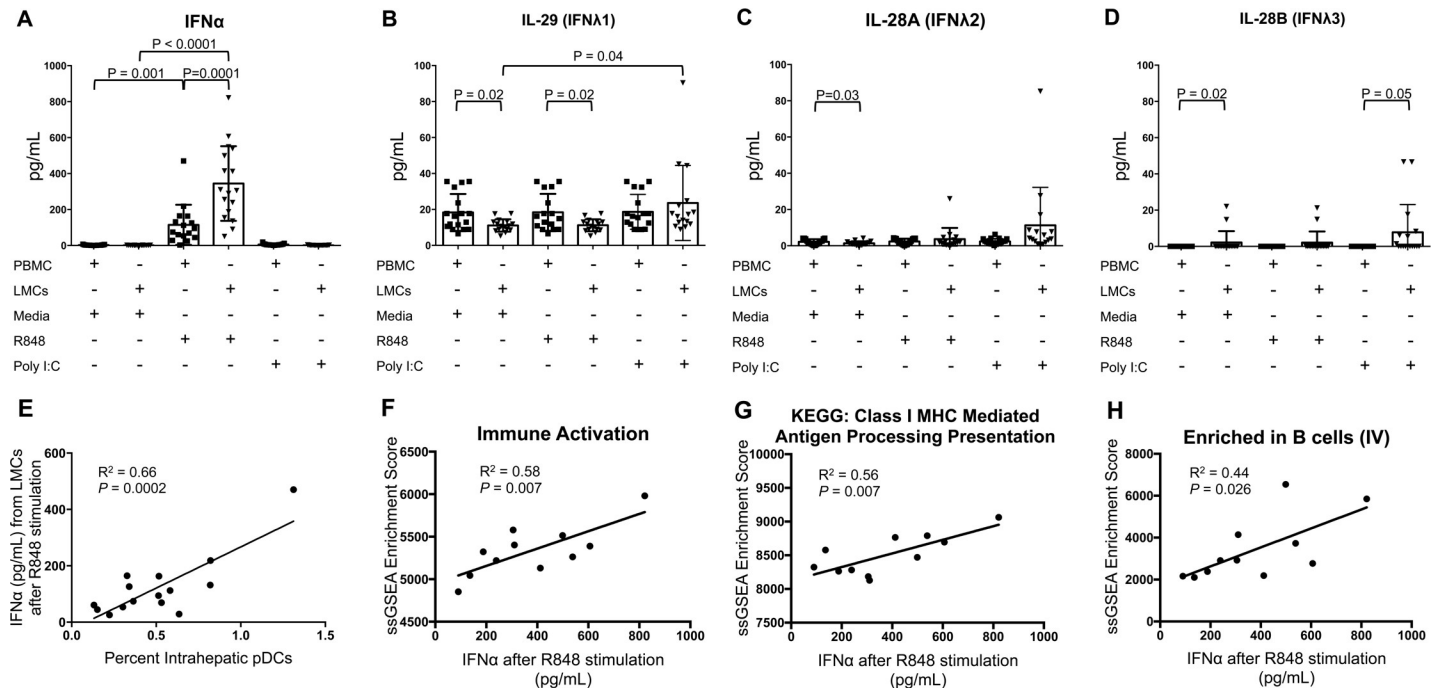 A
IFNα
P < 0.0001
P = 0.001
P=0.0001
pg/mL
1000
800
600
400
200
0
PBMC + - + - + -
LMCs - + - + - +
Media + + - - - -
R848 - - + + - -
Poly I:C - - - - + +
B
IL-29 (IFNλ1)
P = 0.04
P = 0.02
P = 0.02
pg/mL
100
80
60
40
20
0
PBMC + - + - + -
LMCs - + - + - +
Media + + - - - -
R848 - - + + - -
Poly I:C - - - - + +
C
IL-28A (IFNλ2)
P=0.03
pg/mL
100
80
60
40
20
0
PBMC + - + - + -
LMCs - + - + - +
Media + + - - - -
R848 - - + + - -
Poly I:C - - - - + +
D
IL-28B (IFNλ3)
P = 0.02
P = 0.05
pg/mL
100
80
60
40
20
0
PBMC + - + - + -
LMCs - + - + - +
Media + + - - - -
R848 - - + + - -
Poly I:C - - - - + +
E
R² = 0.66
P = 0.0002
IFNα (pg/mL) from LMCs
after R848 stimulation
600
400
200
0
0.0 0.5 1.0 1.5
Percent Intrahepatic pDCs
F
Immune Activation
R² = 0.58
P = 0.007
ssGSEA Enrichment Score
6500
6000
5500
5000
4500
0 200 400 600 800 1000
IFNα after R848 stimulation
(pg/mL)
G
KEGG: Class I MHC Mediated
Antigen Processing Presentation
R² = 0.56
P = 0.007
ssGSEA Enrichment Score
10000
9500
9000
8500
8000
7500
0 200 400 600 800 1000
IFNα after R848 stimulation
(pg/mL)
H
Enriched in B cells (IV)
R² = 0.44
P = 0.026
ssGSEA Enrichment Score
8000
6000
4000
2000
0
0 200 400 600 800 1000
IFNα after R848 stimulation
(pg/mL)